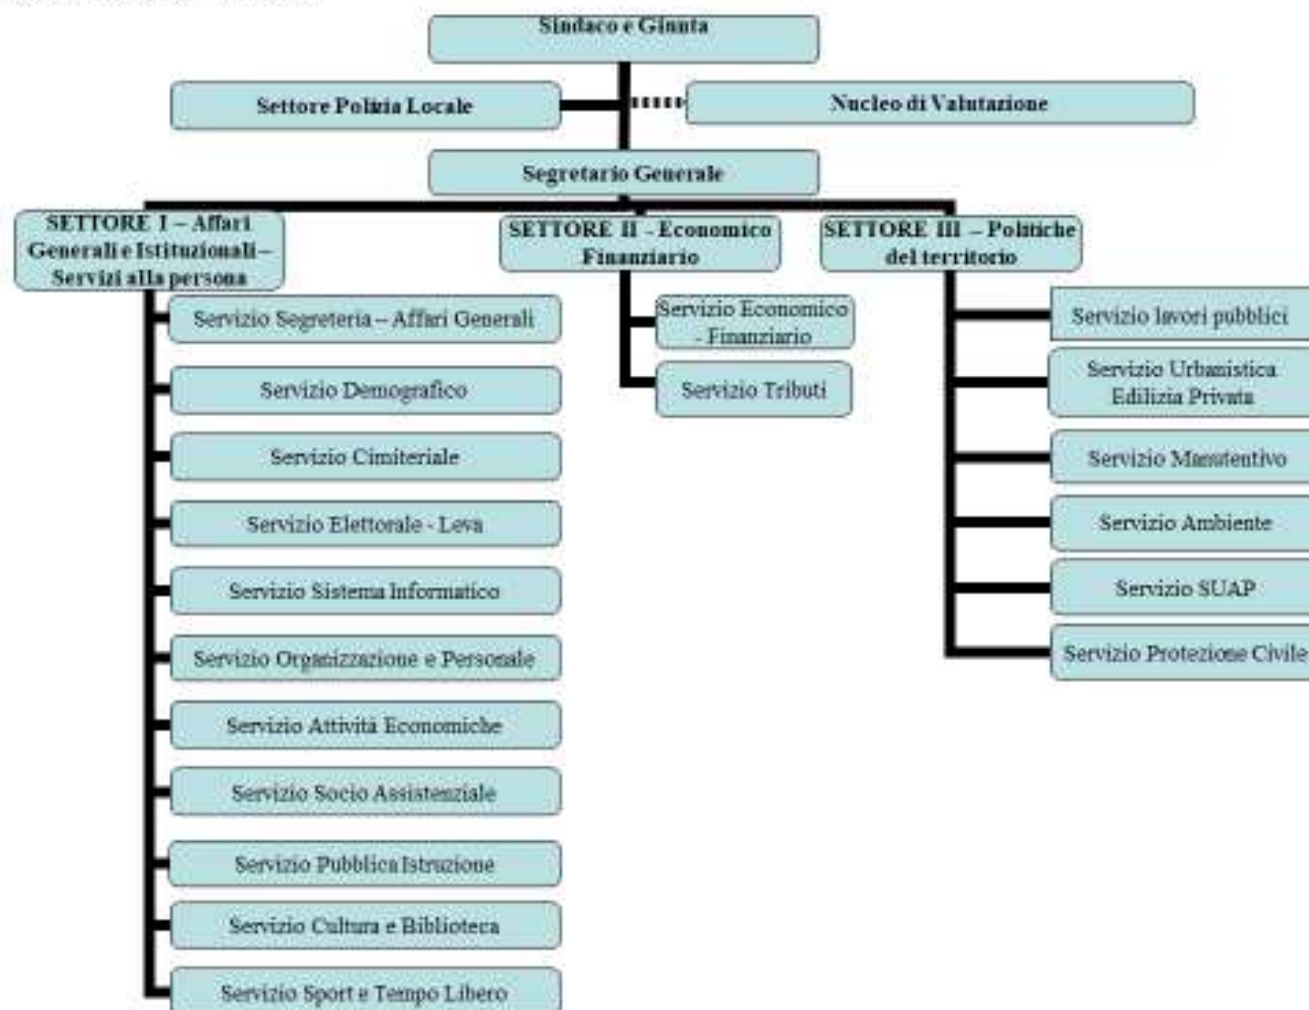 Sindaco e Giunta
Settore Polizia Locale
Nucleo di Valutazione
Segretario Generale
SETTORE I – Affari
Generali e Istituzionali –
Servizi alla persona
SETTORE II - Economico
Finanziario
SETTORE III – Politiche
del territorio
Servizio Segreteria – Affari Generali
Servizio Demografico
Servizio Cimiteriale
Servizio Elettorale - Leva
Servizio Sistema Informatico
Servizio Organizzazione e Personale
Servizio Attività Economiche
Servizio Socio Assistenziale
Servizio Pubblica Istruzione
Servizio Cultura e Biblioteca
Servizio Sport e Tempo Libero
Servizio Economico
- Finanziario
Servizio Tributi
Servizio lavori pubblici
Servizio Urbanistica
Edilizia Privata
Servizio Manutentivo
Servizio Ambiente
Servizio SUAP
Servizio Protezione Civile